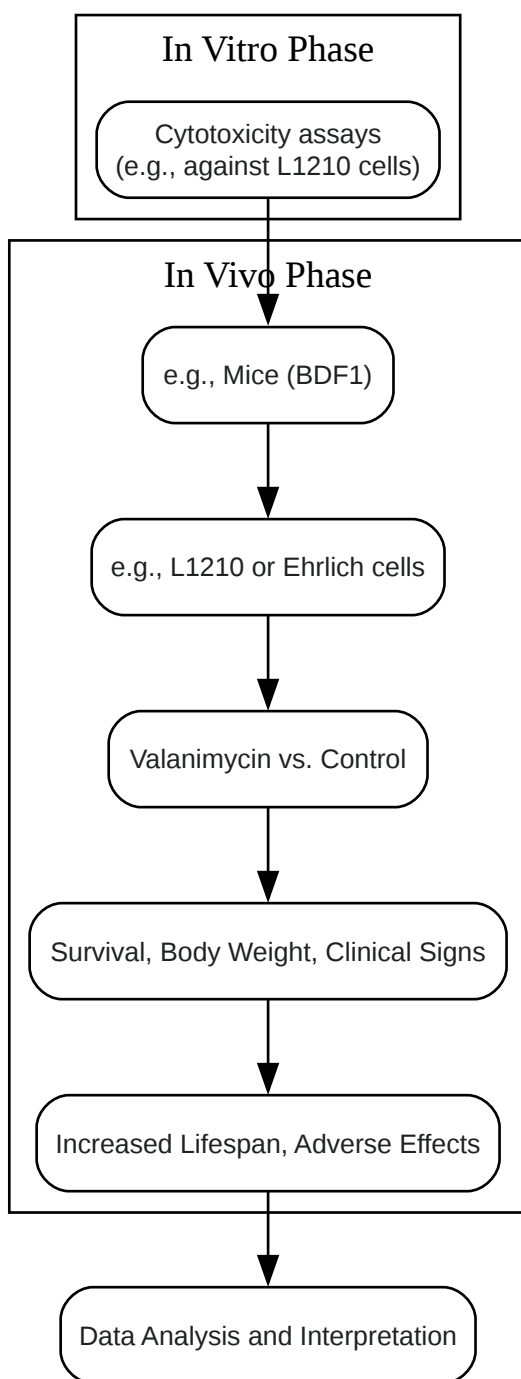 In Vitro Phase
Cytotoxicity assays
(e.g., against L1210 cells)
In Vivo Phase
e.g., Mice (BDF1)
e.g., L1210 or Ehrlich cells
Valanimycin vs. Control
Survival, Body Weight, Clinical Signs
Increased Lifespan, Adverse Effects
Data Analysis and Interpretation